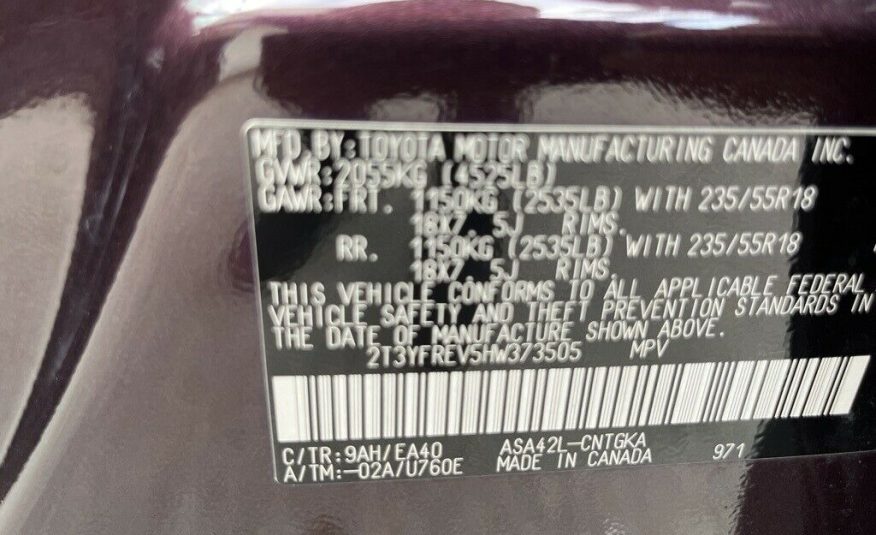 MFD BY:TOYOTA MOTOR MANUFACTURING CANADA INC.
GVWR:2055KG (4525LB)
GAWR:FRT. 1150KG (2535LB) WITH 235/55R18
18X7. 5J RIMS.
RR. 1150KG (2535LB) WITH 235/55R18
18X7. 5J RIMS.
THIS VEHICLE CONFORMS TO ALL APPLICABLE FEDERAL
VEHICLE SAFETY AND THEFT PREVENTION STANDARDS IN
THE DATE OF MANUFACTURE SHOWN ABOVE.
2T3YFREV5HW373505 MPV
C/TR:9AH/EA40 ASA42L-CNTGKA 971
A/TM:-02A/U760E MADE IN CANADA